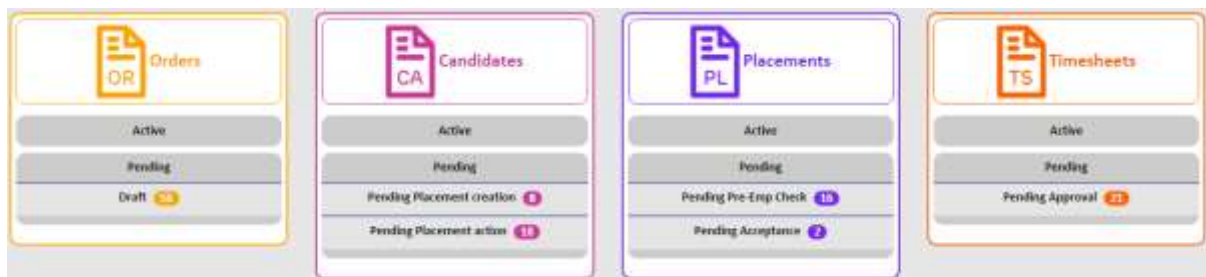 OR Orders
Active
Pending
Draft
CA Candidates
Active
Pending
Pending Placement creation
Pending Placement action
PL Placements
Active
Pending
Pending Pre-Emp Check
Pending Acceptance 2
TS Timesheets
Active
Pending
Pending Approval